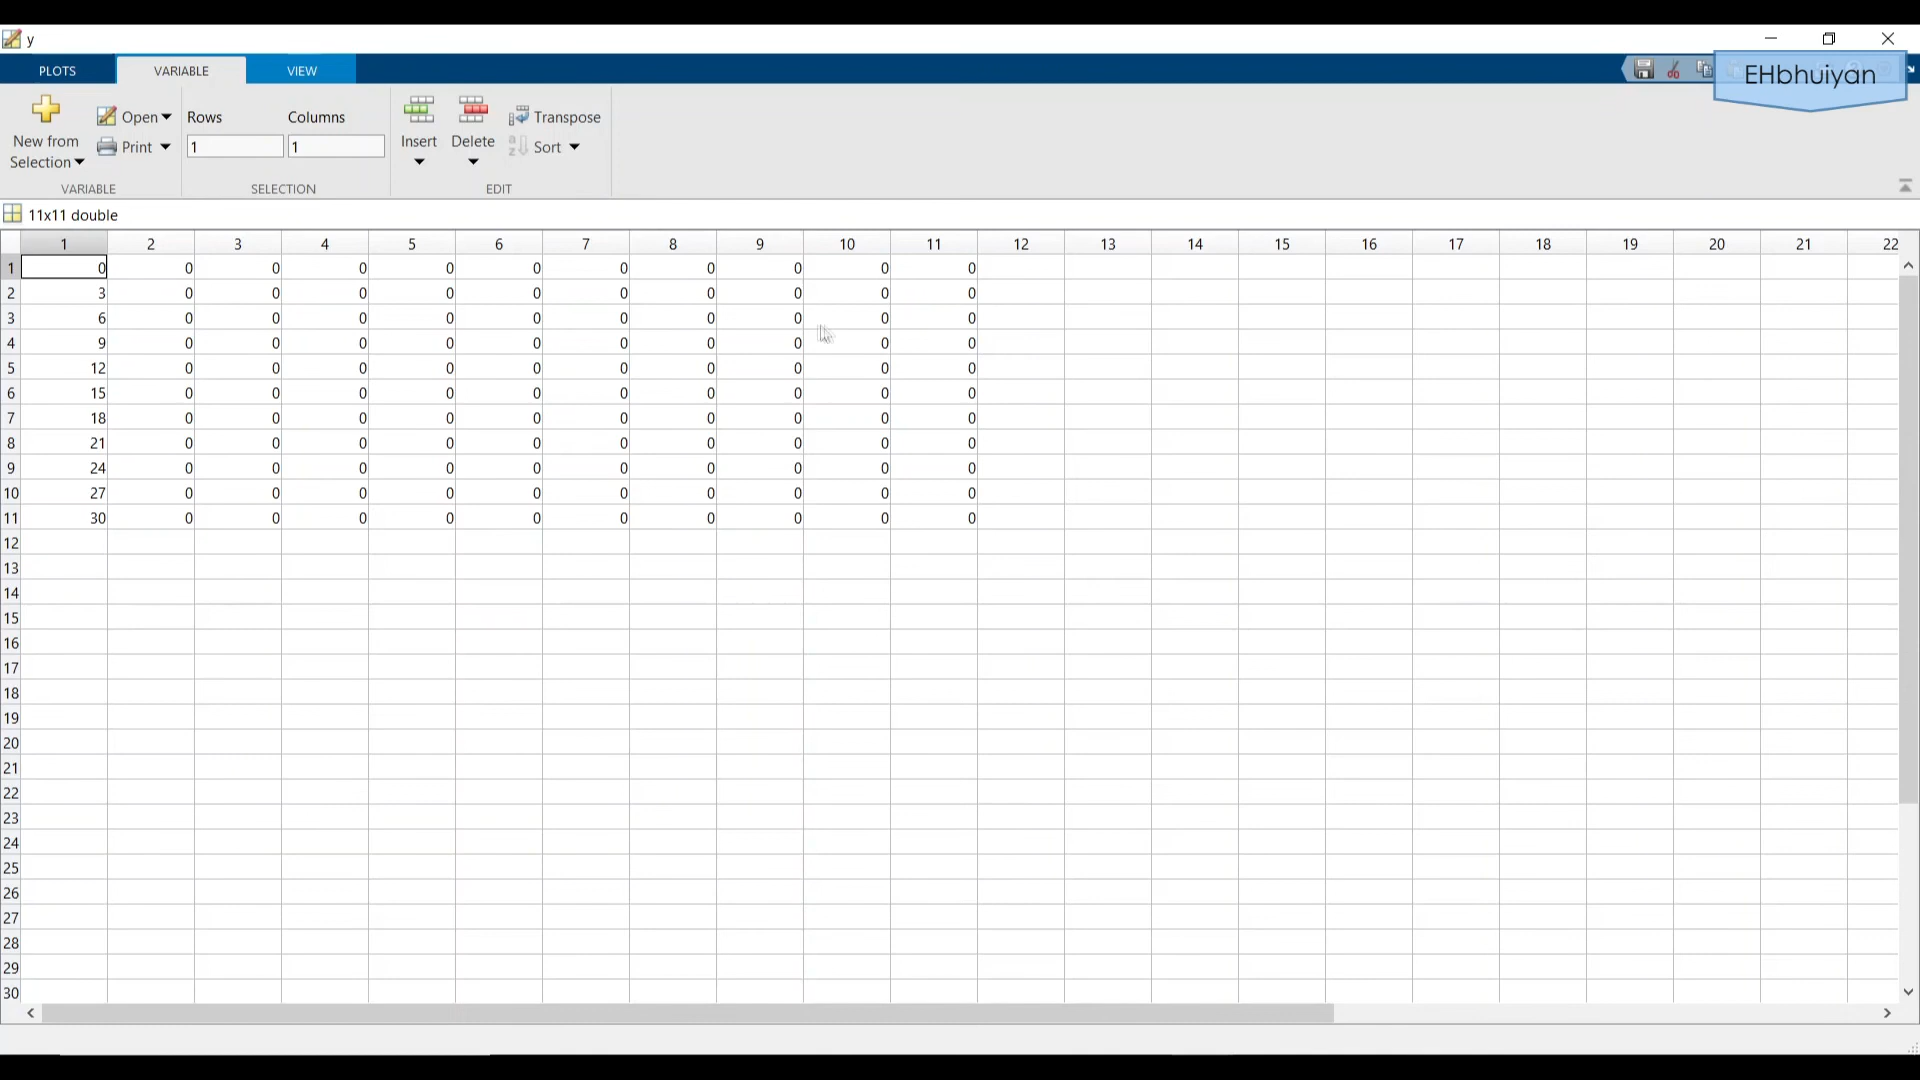 y
PLOTS VARIABLE VIEW
EHbhuiyan
New from Selection
Open
Print
Rows Columns
1 1
Insert
Delete
Transpose
Sort
VARIABLE SELECTION EDIT
11x11 double
1 2 3 4 5 6 7 8 9 10 11 12 13 14 15 16 17 18 19 20 21 22
1 0 0 0 0 0 0 0 0 0 0 0
2 3 0 0 0 0 0 0 0 0 0 0
3 6 0 0 0 0 0 0 0 0 0 0
4 9 0 0 0 0 0 0 0 0 0 0
5 12 0 0 0 0 0 0 0 0 0 0
6 15 0 0 0 0 0 0 0 0 0 0
7 18 0 0 0 0 0 0 0 0 0 0
8 21 0 0 0 0 0 0 0 0 0 0
9 24 0 0 0 0 0 0 0 0 0 0
10 27 0 0 0 0 0 0 0 0 0 0
11 30 0 0 0 0 0 0 0 0 0 0
12
13
14
15
16
17
18
19
20
21
22
23
24
25
26
27
28
29
30